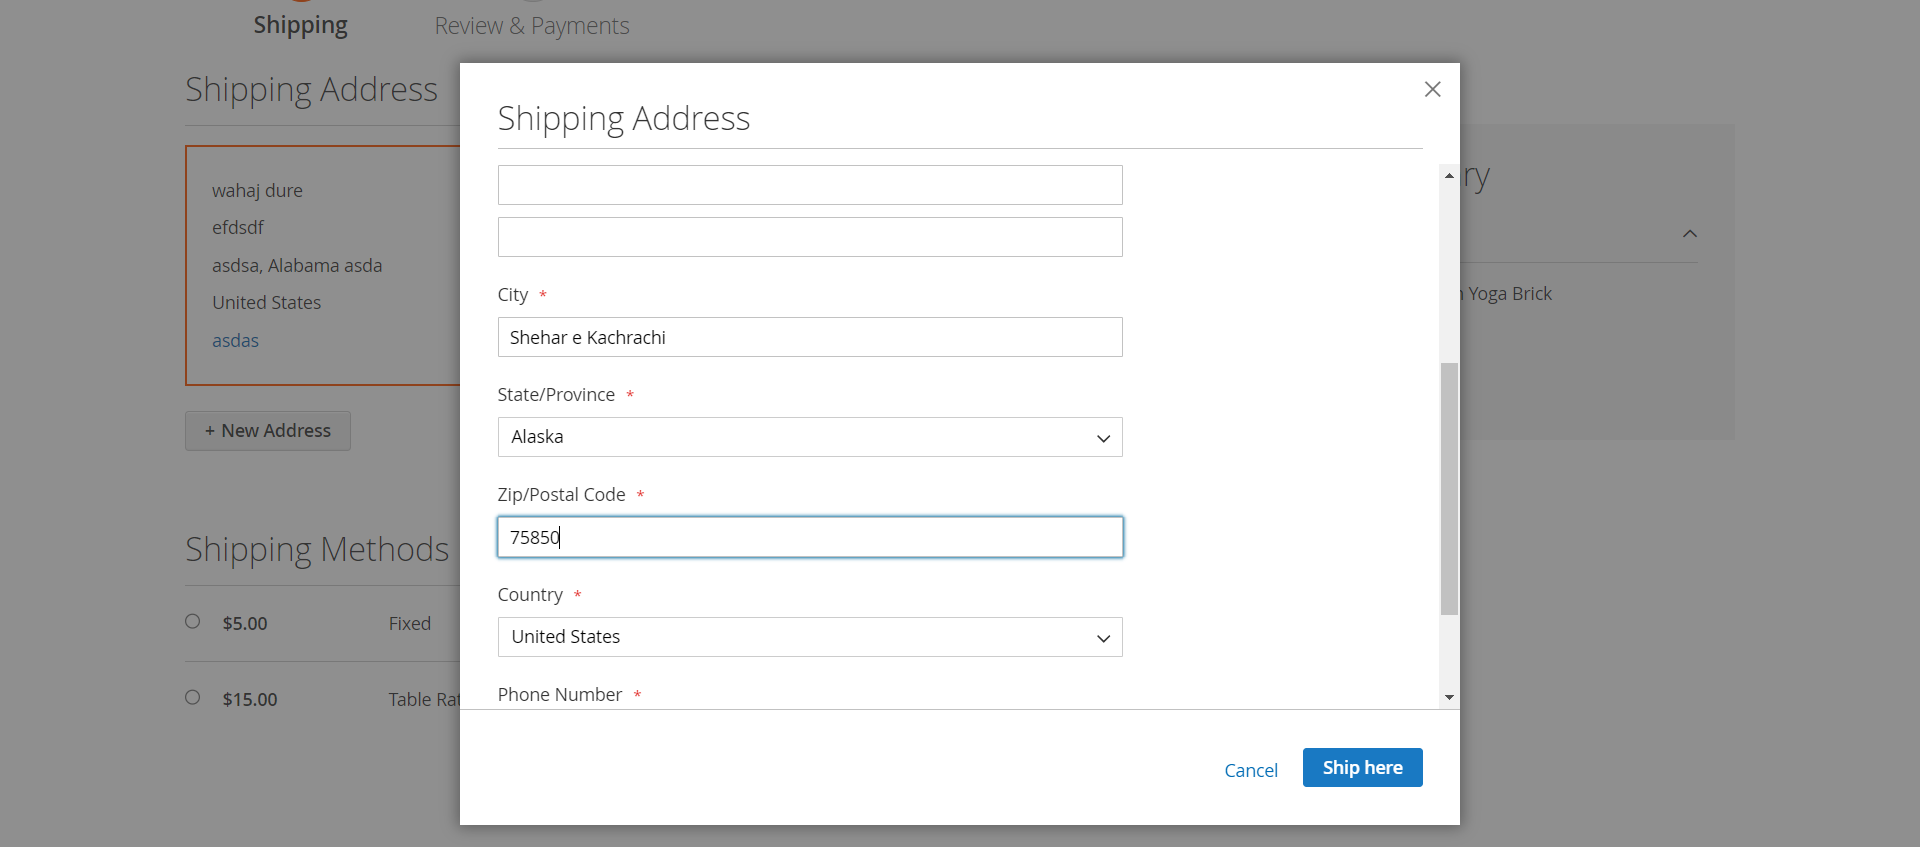 Shipping
Review & Payments
Shipping Address
wahaj dure
efdsdf
asdsa, Alabama asda
United States
asdas
+ New Address
Shipping Methods
$5.00 Fixed
$15.00 Table Rat
Shipping Address
City *
Shehar e Kachrachi
State/Province *
Alaska
Zip/Postal Code *
75850
Country *
United States
Phone Number *
Cancel
Ship here
ry
Yoga Brick